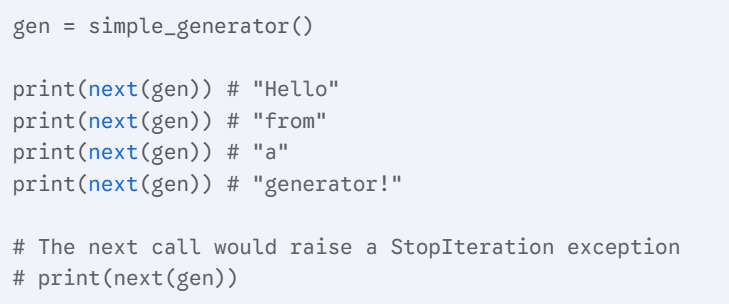 gen = simple_generator()
print(next(gen)) # "Hello"
print(next(gen)) # "from"
print(next(gen)) # "a"
print(next(gen)) # "generator!"
# The next call would raise a StopIteration exception
# print(next(gen))